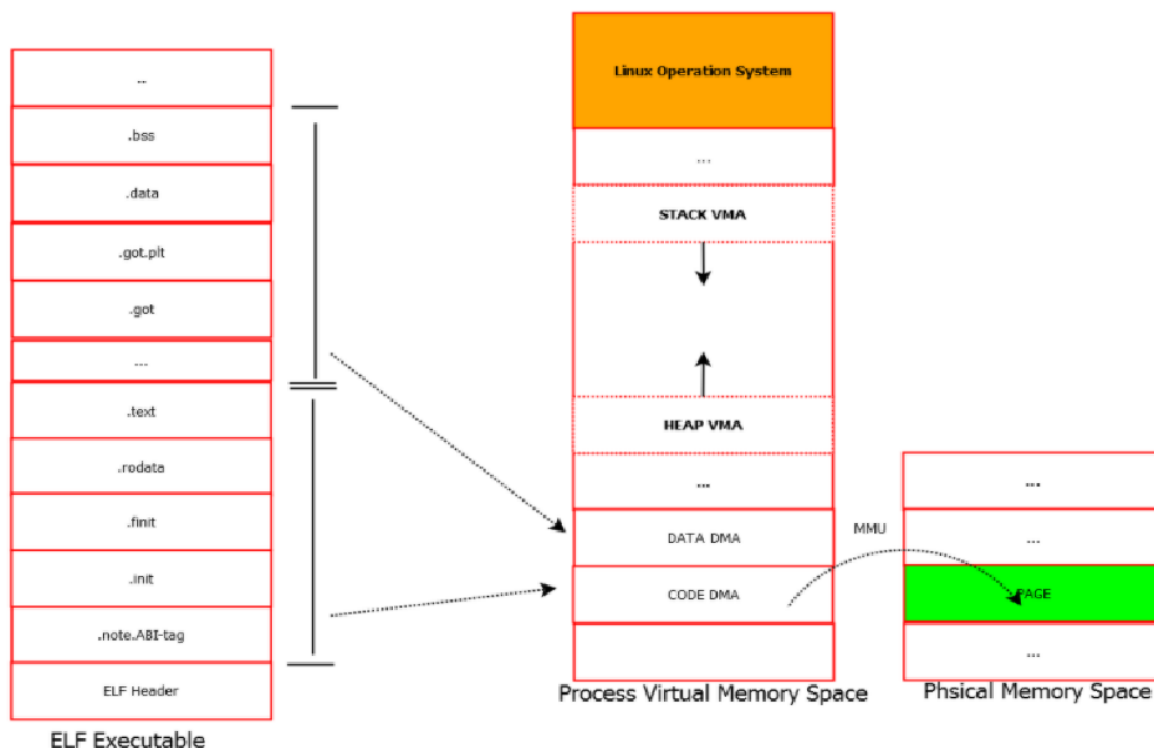 ...
.bss
.data
.got.plt
.got
...
.text
.rodata
.finit
.init
.note.ABI-tag
ELF Header
ELF Executable
Linux Operation System
...
STACK VMA
HEAP VMA
...
DATA DMA
CODE DMA
Process Virtual Memory Space
MMU
...
...
PAGE
...
Phsical Memory Space